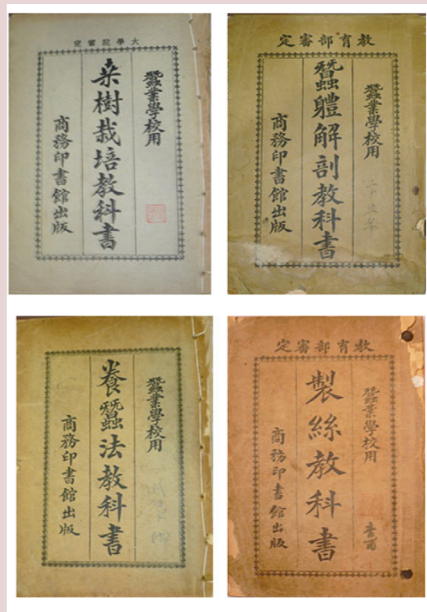 大學院審定
蠶業學校用
桒樹栽培教科書
商務印書館出版
教育部審定
蠶業學校用
蠶體解剖教科書
商務印書館出版
蠶業學校用
養蠶法教科書
商務印書館出版
教育部審定
蠶業學校用
製絲教科書
商務印書館出版